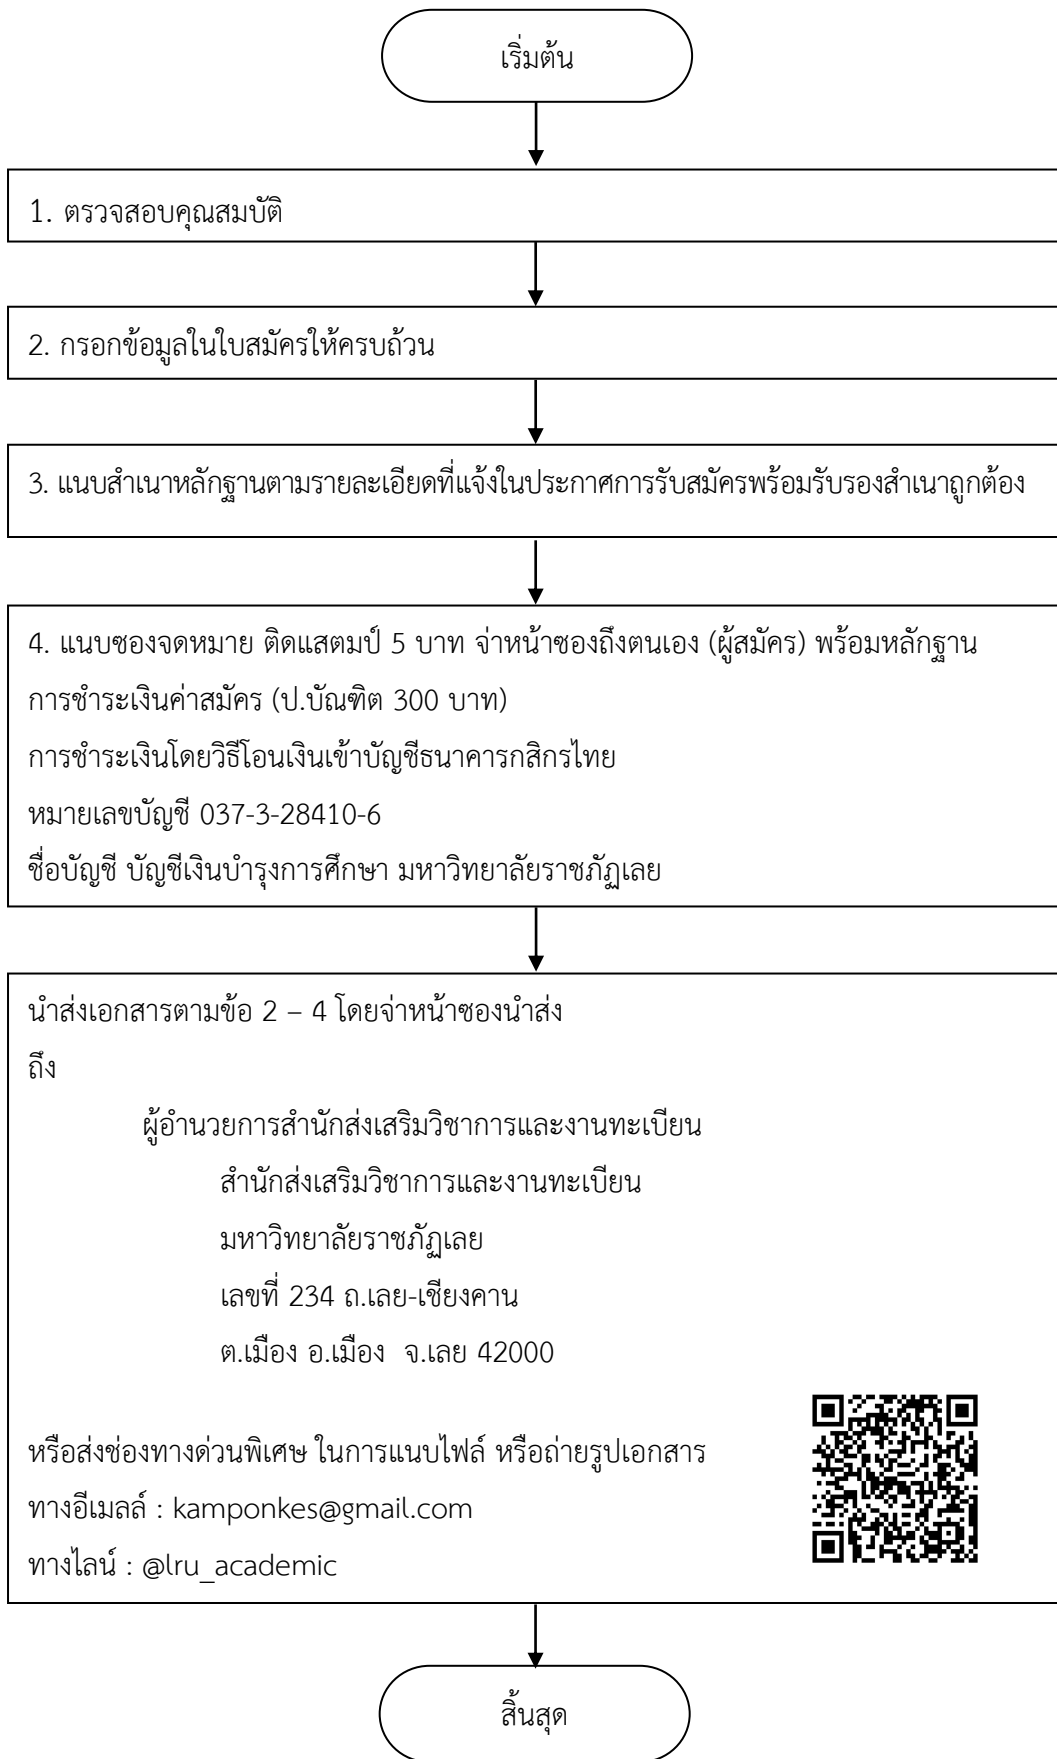 เริ่มต้น
1. ตรวจสอบคุณสมบัติ
2. กรอกข้อมูลในใบสมัครให้ครบถ้วน
3. แนบสำเนาหลักฐานตามรายละเอียดที่แจ้งในประกาศการรับสมัครพร้อมรับรองสำเนาถูกต้อง
4. แนบซองจดหมาย ติดแสตมป์ 5 บาท จ่าหน้าซองถึงตนเอง (ผู้สมัคร) พร้อมหลักฐาน
การชำระเงินค่าสมัคร (ป.บัณฑิต 300 บาท)
การชำระเงินโดยวิธีโอนเงินเข้าบัญชีธนาคารกสิกรไทย
หมายเลขบัญชี 037-3-28410-6
ชื่อบัญชี บัญชีเงินบำรุงการศึกษา มหาวิทยาลัยราชภัฏเลย
นำส่งเอกสารตามข้อ 2 – 4 โดยจ่าหน้าซองนำส่ง
ถึง
ผู้อำนวยการสำนักส่งเสริมวิชาการและงานทะเบียน
สำนักส่งเสริมวิชาการและงานทะเบียน
มหาวิทยาลัยราชภัฏเลย
เลขที่ 234 ถ.เลย-เชียงคาน
ต.เมือง อ.เมือง จ.เลย 42000
หรือส่งช่องทางด่วนพิเศษ ในการแนบไฟล์ หรือถ่ายรูปเอกสาร
ทางอีเมลล์ : kamponkes@gmail.com
ทางไลน์ : @lru_academic
สิ้นสุด